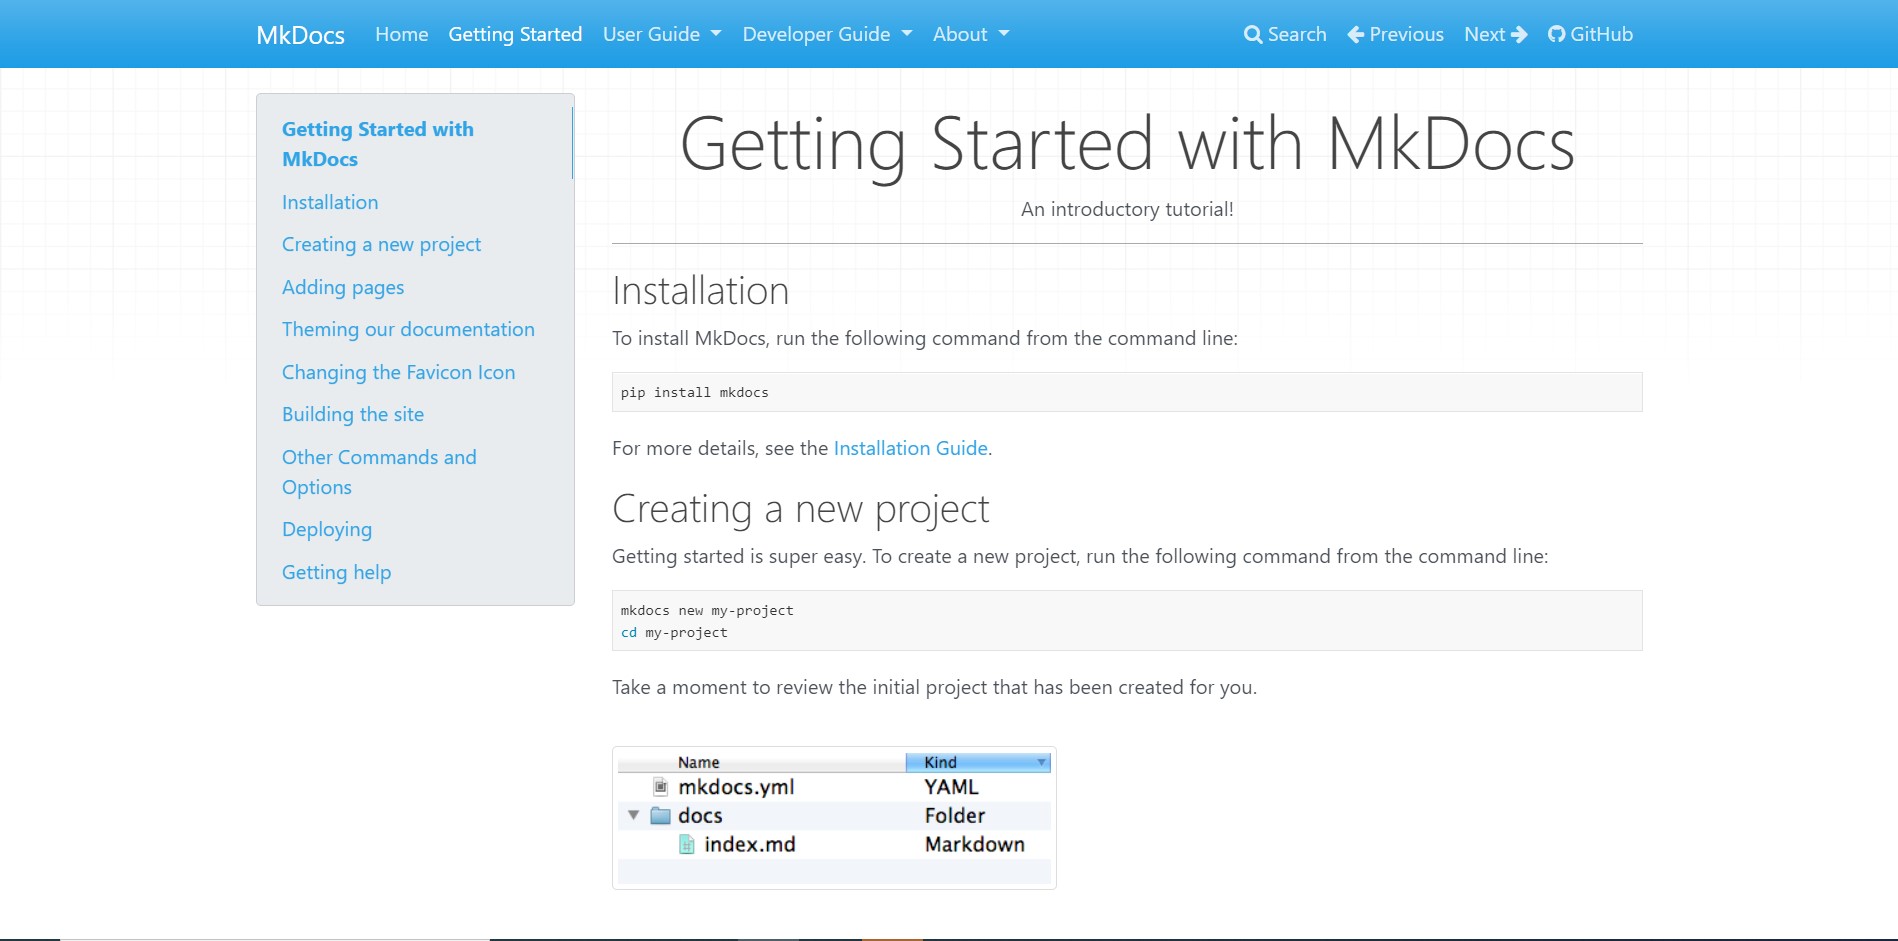 MkDocs Home Getting Started User Guide Developer Guide About Search Previous Next GitHub
Getting Started with
MkDocs
Installation
Creating a new project
Adding pages
Theming our documentation
Changing the Favicon Icon
Building the site
Other Commands and
Options
Deploying
Getting help
Getting Started with MkDocs
An introductory tutorial!
Installation
To install MkDocs, run the following command from the command line:
pip install mkdocs
For more details, see the Installation Guide.
Creating a new project
Getting started is super easy. To create a new project, run the following command from the command line:
mkdocs new my-project
cd my-project
Take a moment to review the initial project that has been created for you.
Name Kind
mkdocs.yml YAML
docs Folder
index.md Markdown